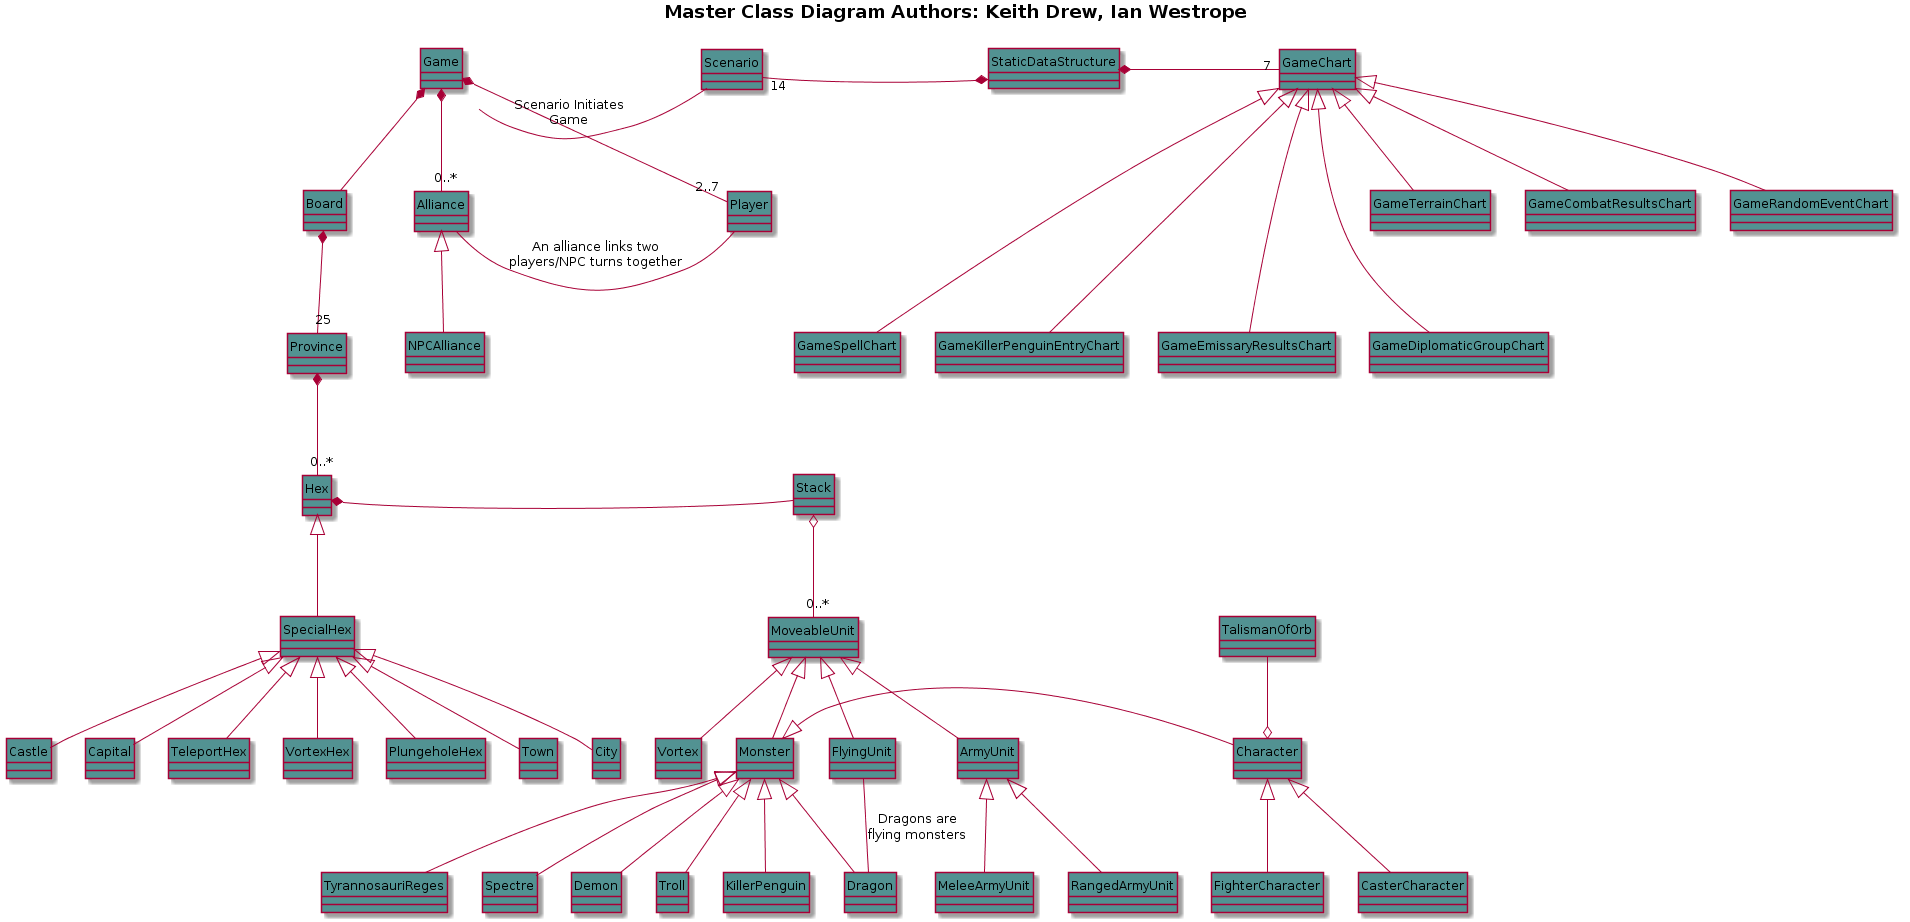 Master Class Diagram Authors: Keith Drew, Ian Westrope
Game
Scenario
StaticDataStructure
GameChart
7
14
Scenario Initiates
Game
0..*
2..7
Board
Alliance
Player
GameTerrainChart
GameCombatResultsChart
GameRandomEventChart
An alliance links two
players/NPC turns together
25
Province
NPCAlliance
GameSpellChart
GameKillerPenguinEntryChart
GameEmissaryResultsChart
GameDiplomaticGroupChart
0..*
Hex
Stack
0..*
SpecialHex
MoveableUnit
TalismanOfOrb
Castle
Capital
TeleportHex
VortexHex
PlungeholeHex
Town
City
Vortex
Monster
FlyingUnit
ArmyUnit
Character
Dragons are
flying monsters
TyrannosauriReges
Spectre
Demon
Troll
KillerPenguin
Dragon
MeleeArmyUnit
RangedArmyUnit
FighterCharacter
CasterCharacter